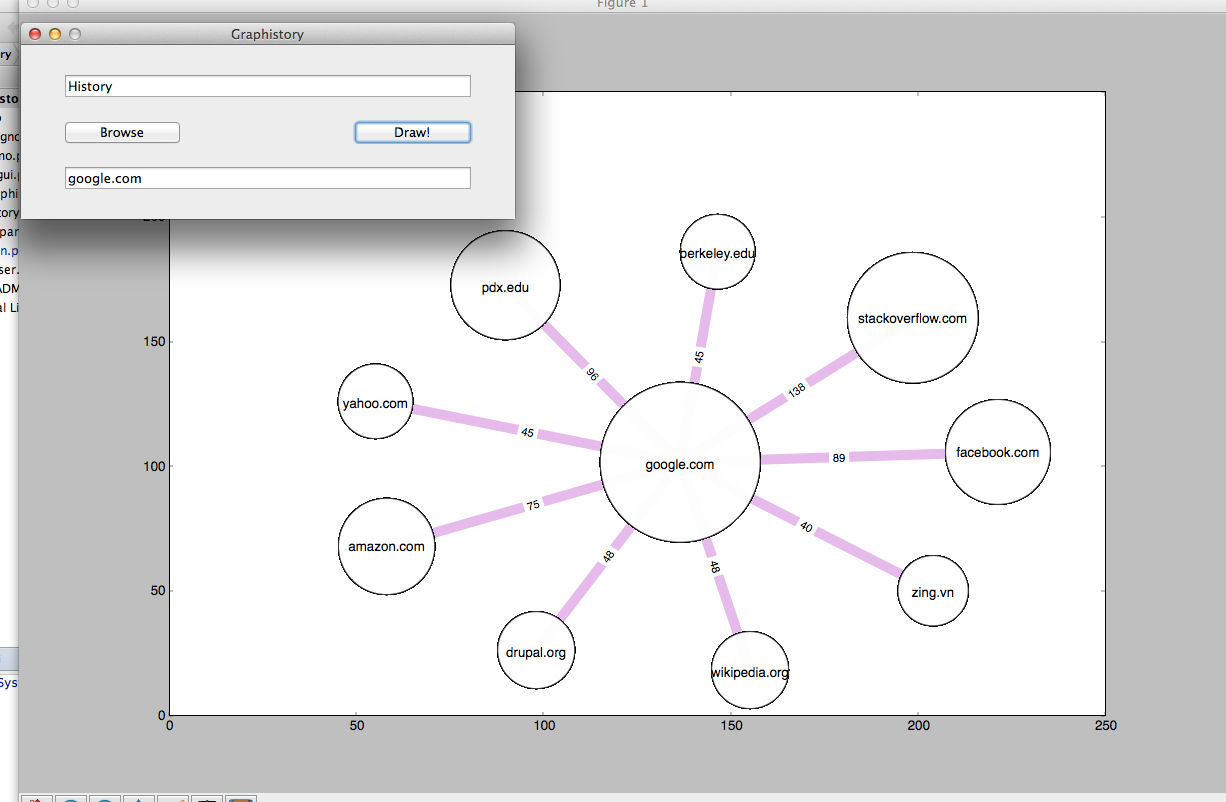 Figure 1
Graphistory
History
Browse
Draw!
google.com
ry
sto
gno
no.p
gui.p
phi
tory
par
n.p
ser.
ADM
al Li
Sys
perkeley.edu
pdx.edu
stackoverflow.com
45
96
138
150
yahoo.com
45
facebook.com
89
google.com
100
75
40
amazon.com
48
48
zing.vn
50
drupal.org
wikipedia.org
0
0
50
100
150
200
250